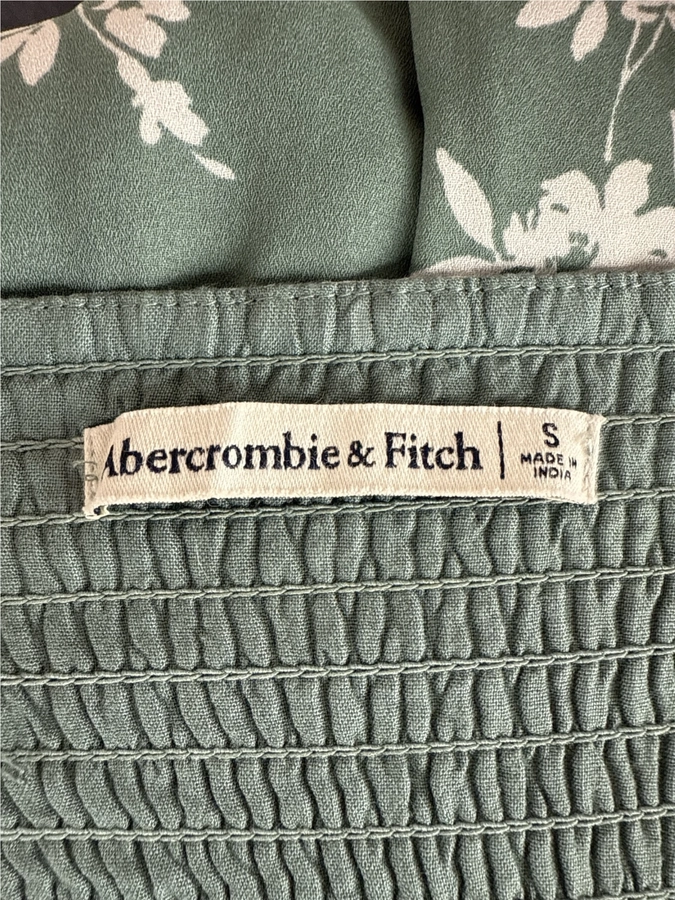 Abercrombie & Fitch | S
MADE IN
INDIA